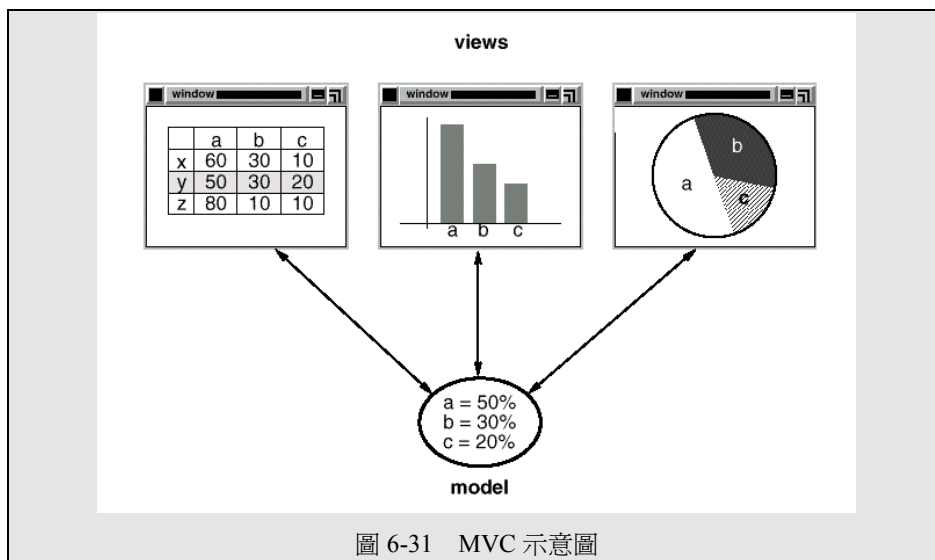 views
window
window
window
a b c
x 60 30 10
y 50 30 20
z 80 10 10
a b c
a
b
c
a = 50%
b = 30%
c = 20%
model
圖 6-31 MVC 示意圖